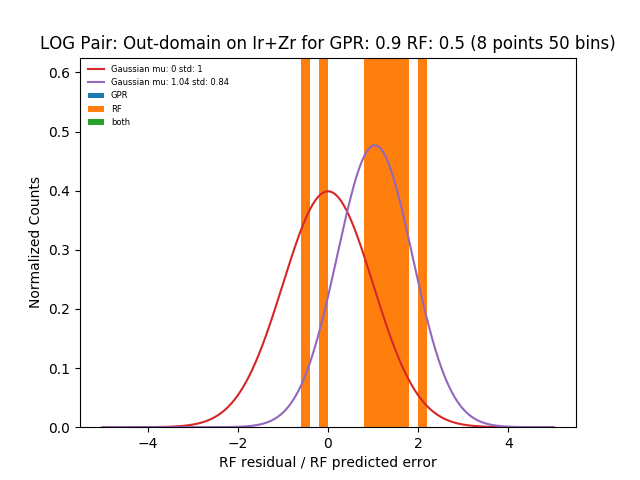 LOG Pair: Out-domain on Ir+Zr for GPR: 0.9 RF: 0.5 (8 points 50 bins)
Gaussian mu: 0 std: 1
Gaussian mu: 1.04 std: 0.84
GPR
RF
both
0.6
0.5
0.4
0.3
0.2
0.1
0.0
Normalized Counts
−4 −2 0 2 4
RF residual / RF predicted error